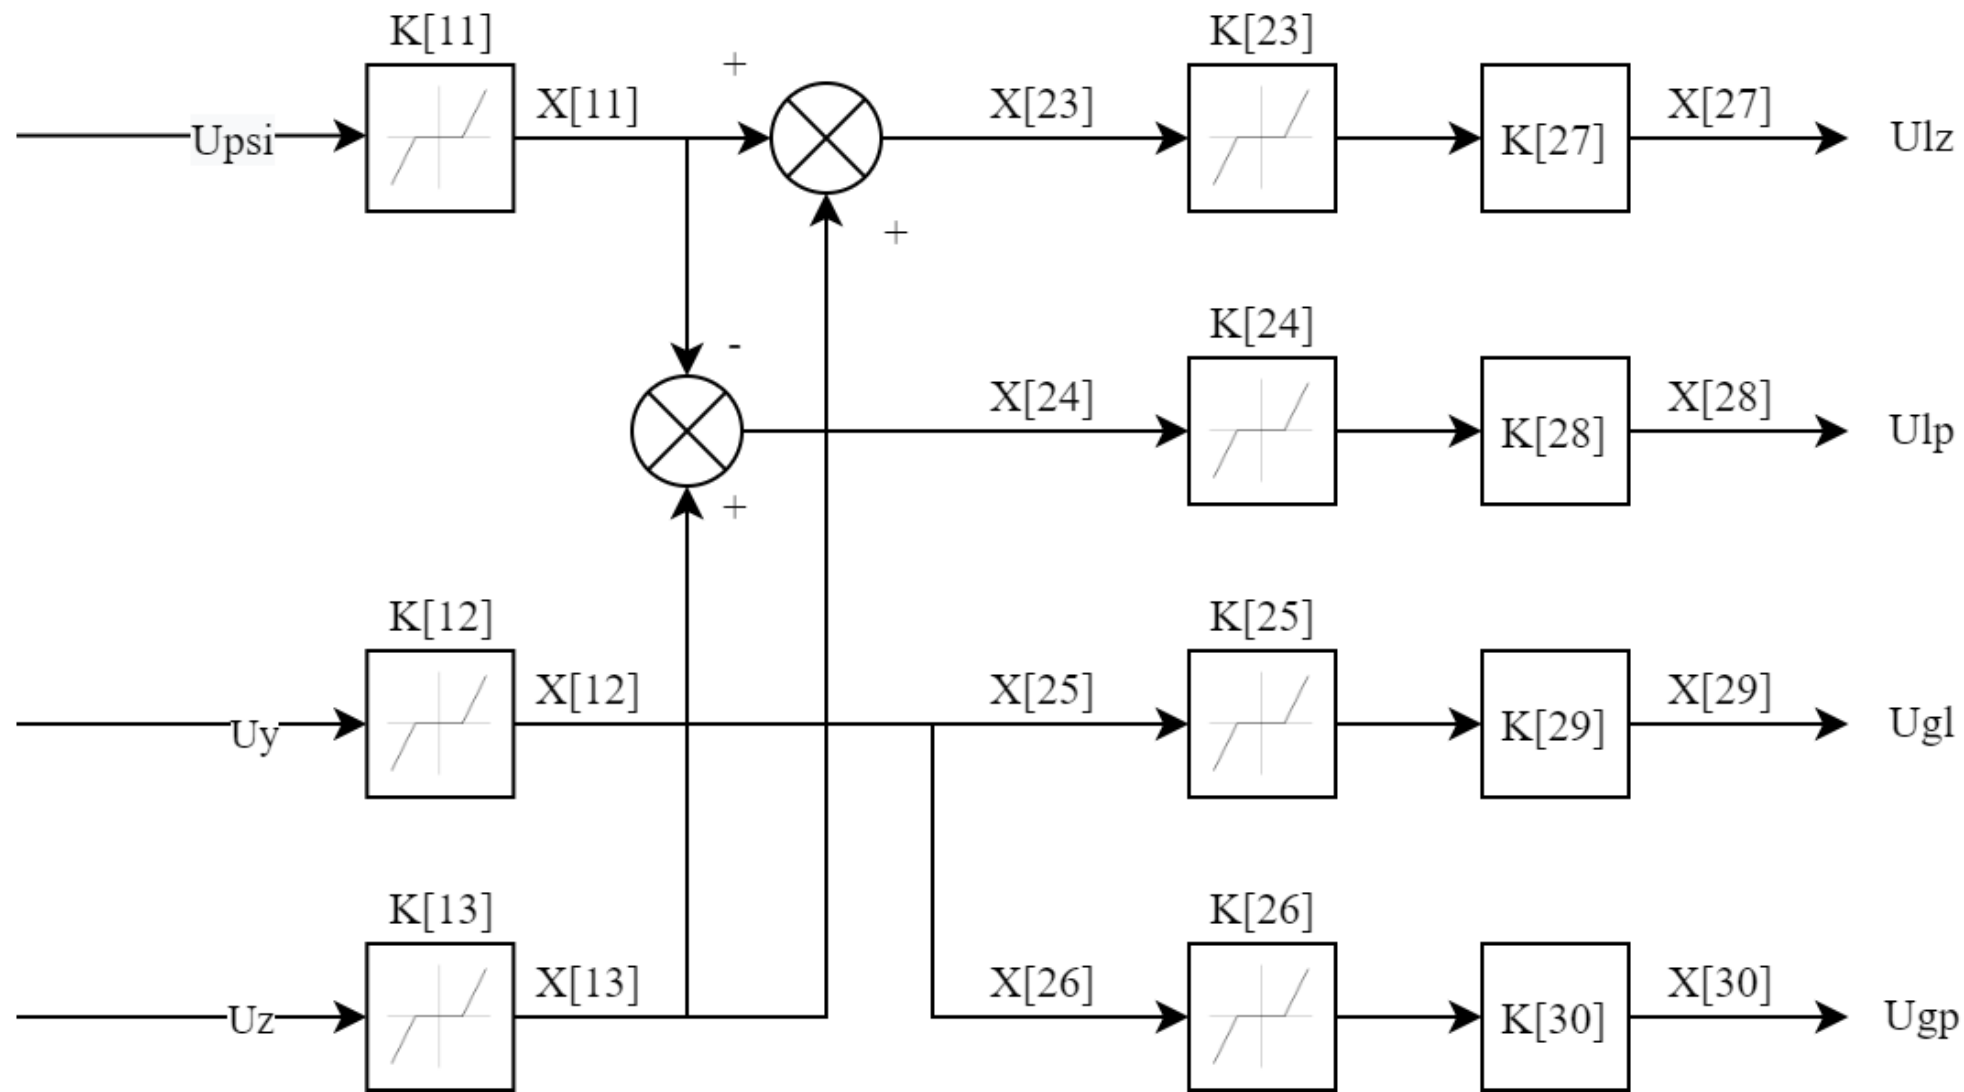 K[11]
K[23]
+
X[11]
X[23]
X[27]
Upsi
K[27]
Ulz
+
K[24]
-
X[24]
X[28]
K[28]
Ulp
+
K[12]
K[25]
X[12]
X[25]
X[29]
Uy
K[29]
Ugl
K[13]
K[26]
X[13]
X[26]
X[30]
Uz
K[30]
Ugp